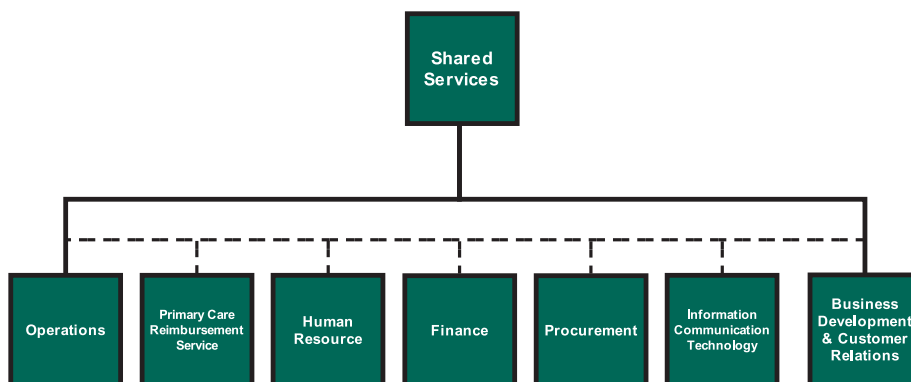 Shared
Services
Operations
Primary Care
Reimbursement
Service
Human
Resource
Finance
Procurement
Information
Communication
Technology
Business
Development
& Customer
Relations